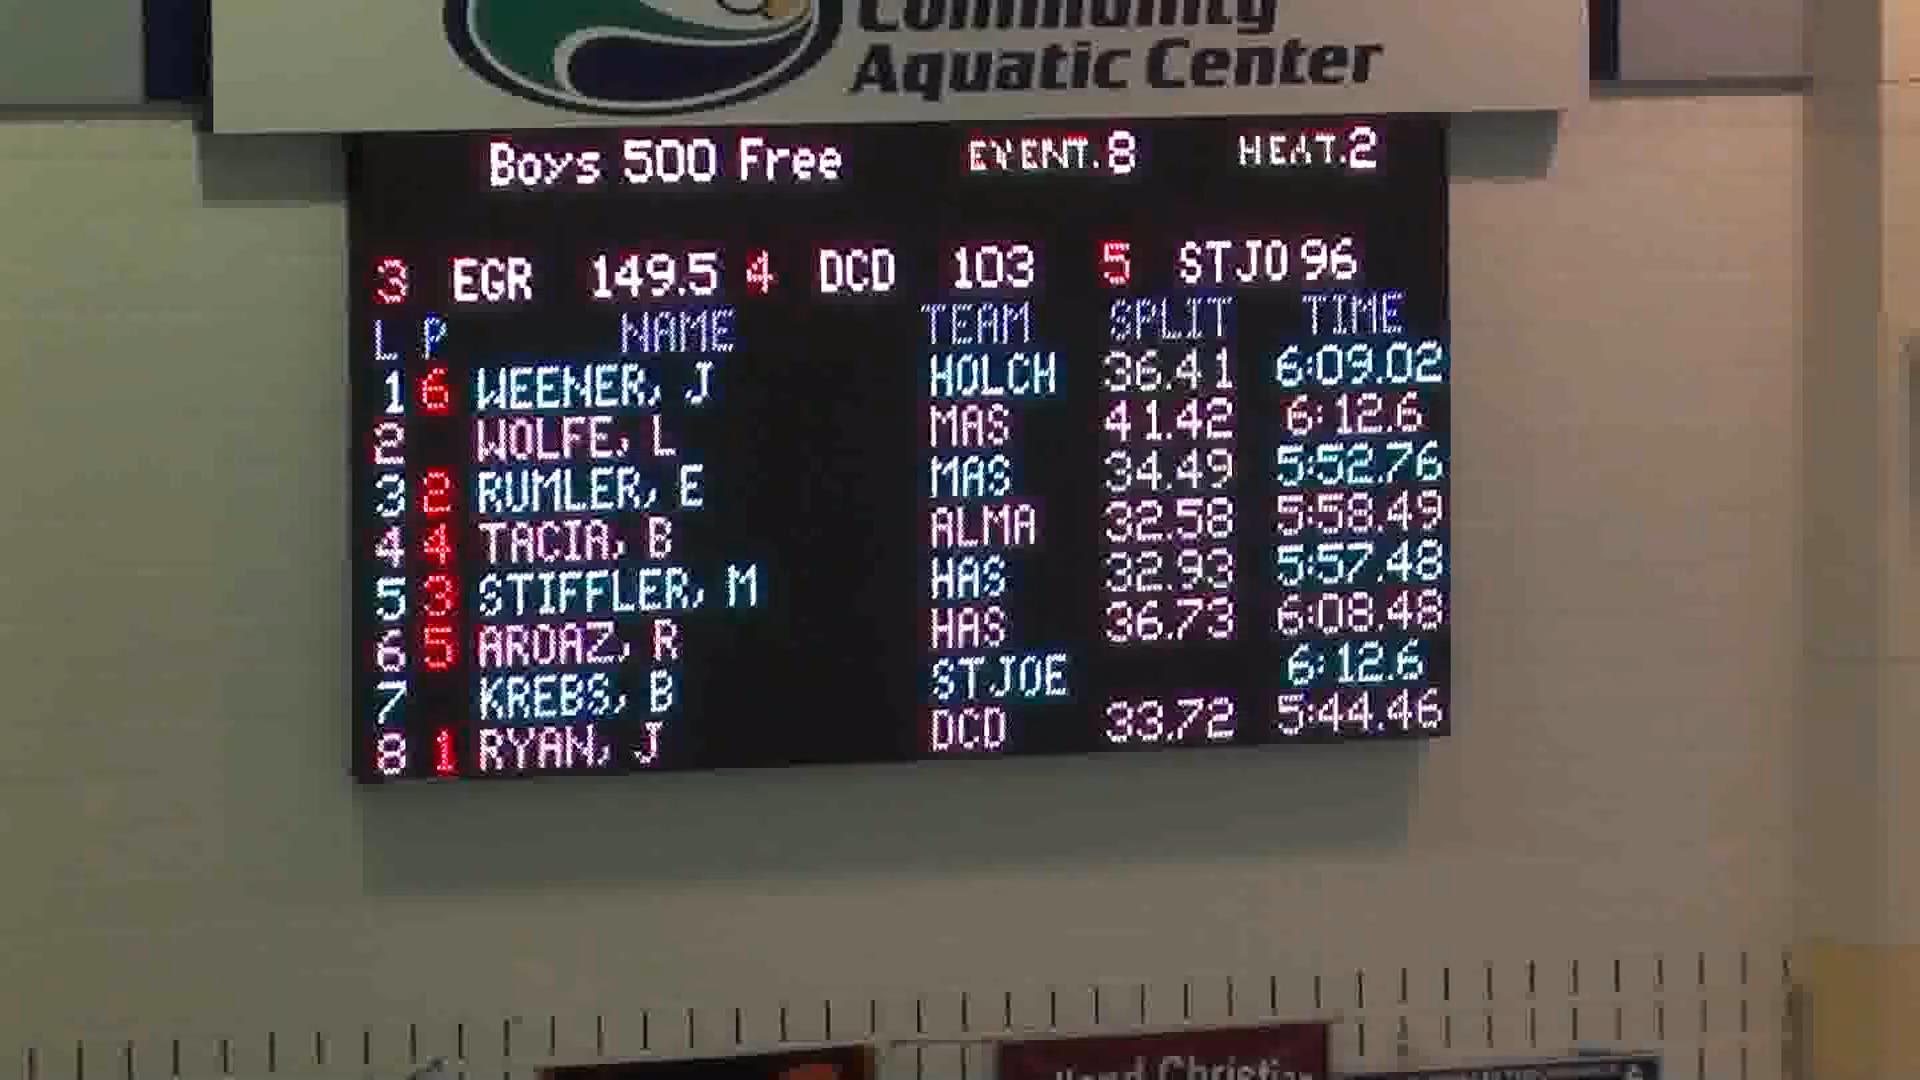 Community
Aquatic Center
Boys 500 Free EVENT.8 HEAT.2
3 EGR 149.5 4 DCD 103 5 STJO 96
L P NAME TEAM SPLIT TIME
1 6 WEENER, J HOLCH 36.41 6:09.02
2 WOLFE, L MAS 41.42 6:12.6
3 2 RUMLER, E MAS 34.49 5:52.76
4 4 TACIA, B ALMA 32.58 5:58.49
5 3 STIFFLER, M HAS 32.93 5:57.48
6 5 AROAZ, R HAS 36.73 6:08.48
7 KREBS, B STJOE 6:12.6
8 1 RYAN, J DCD 33.72 5:44.46
Christian